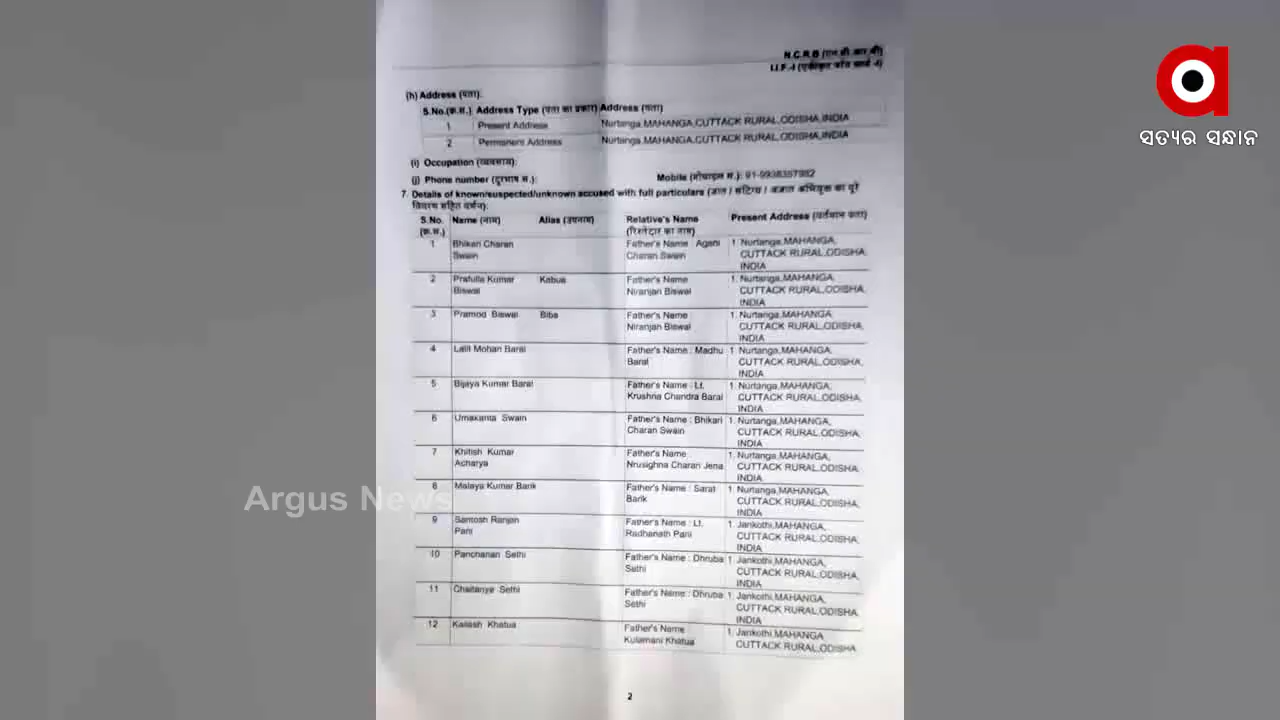 N.C.R.B (एन.सी.आर.बी)
I.I.F.-I (एकीकृत जाँच फार्म -I)
ସତ୍ୟର ସନ୍ଧାନ
(h) Address (पता):
S.No.(क्र.सं.) Address Type (पता का प्रकार) Address (पता)
1 Present Address Nurtanga,MAHANGA,CUTTACK RURAL,ODISHA,INDIA
2 Permanent Address Nurtanga,MAHANGA,CUTTACK RURAL,ODISHA,INDIA
(i) Occupation (व्यवसाय):
(j) Phone number (दूरभाष सं.): Mobile (मोबाइल सं.): 91-9938357982
7. Details of known/suspected/unknown accused with full particulars (ज्ञात / संदिग्ध / अज्ञात अभियुक्त का पूरे
विवरण सहित वर्णन):
S.No. Name (नाम) Alias (उपनाम) Relative's Name Present Address (वर्तमान पता)
(क्र.सं.) (रिश्तेदार का नाम)
1 Bhikari Charan Father's Name : Agani 1. Nurtanga,MAHANGA,
Swain Charan Swain CUTTACK RURAL,ODISHA,
INDIA
2 Prafulla Kumar Kabua Father's Name 1. Nurtanga,MAHANGA,
Biswal Niranjan Biswal CUTTACK RURAL,ODISHA,
INDIA
3 Pramod Biswal Biba Father's Name 1. Nurtanga,MAHANGA,
Niranjan Biswal CUTTACK RURAL,ODISHA,
INDIA
4 Lalit Mohan Baral Father's Name : Madhu 1. Nurtanga,MAHANGA,
Baral CUTTACK RURAL,ODISHA,
INDIA
5 Bijaya Kumar Baral Father's Name : Lt. 1. Nurtanga,MAHANGA,
Krushna Chandra Baral CUTTACK RURAL,ODISHA,
INDIA
6 Umakanta Swain Father's Name : Bhikari 1. Nurtanga,MAHANGA,
Charan Swain CUTTACK RURAL,ODISHA,
INDIA
7 Khitish Kumar Father's Name 1. Nurtanga,MAHANGA,
Acharya Nrusighna Charan Jena CUTTACK RURAL,ODISHA,
INDIA
8 Malaya Kumar Barik Father's Name : Sarat 1. Nurtanga,MAHANGA,
Barik CUTTACK RURAL,ODISHA,
INDIA
Argus News
9 Santosh Ranjan Father's Name : Lt. 1. Jankothi,MAHANGA,
Pani Radhanath Pani CUTTACK RURAL,ODISHA,
INDIA
10 Panchanan Sethi Father's Name : Dhruba 1. Jankothi,MAHANGA,
Sethi CUTTACK RURAL,ODISHA,
INDIA
11 Chaitanya Sethi Father's Name : Dhruba 1. Jankothi,MAHANGA,
Sethi CUTTACK RURAL,ODISHA,
INDIA
12 Kailash Khatua Father's Name 1. Jankothi,MAHANGA,
Kulamani Khatua CUTTACK RURAL,ODISHA
2